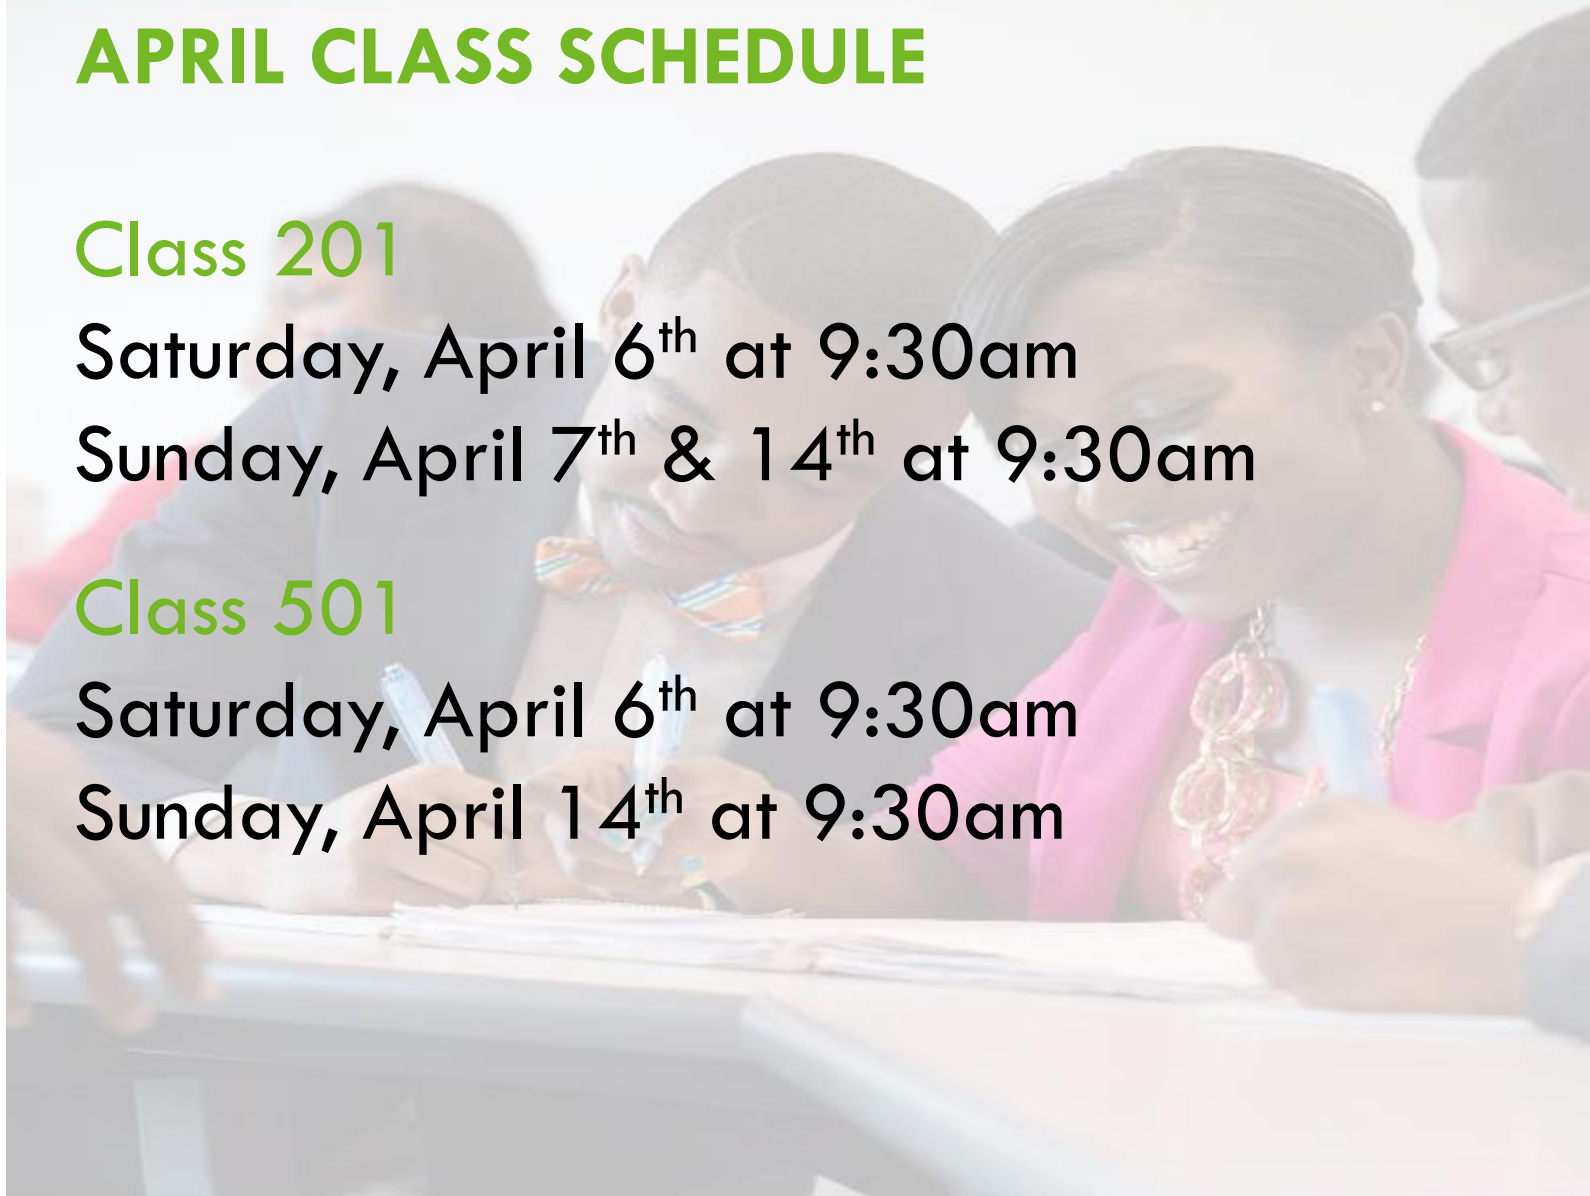 APRIL CLASS SCHEDULE
Class 201
Saturday, April 6th at 9:30am
Sunday, April 7th & 14th at 9:30am
Class 501
Saturday, April 6th at 9:30am
Sunday, April 14th at 9:30am